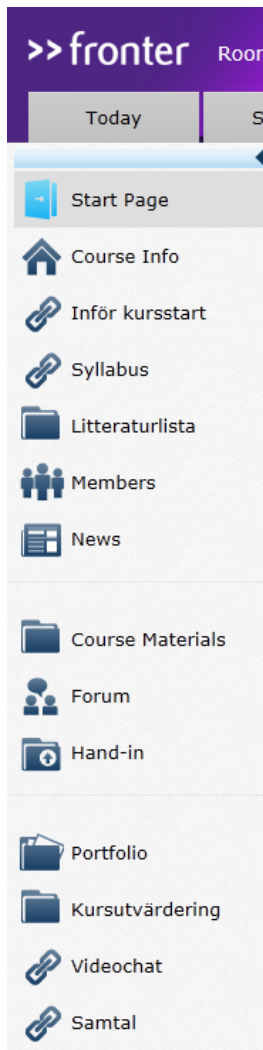 >>fronter Roor
Today S
Start Page
Course Info
Inför kursstart
Syllabus
Litteraturlista
Members
News
Course Materials
Forum
Hand-in
Portfolio
Kursutvärdering
Videochat
Samtal